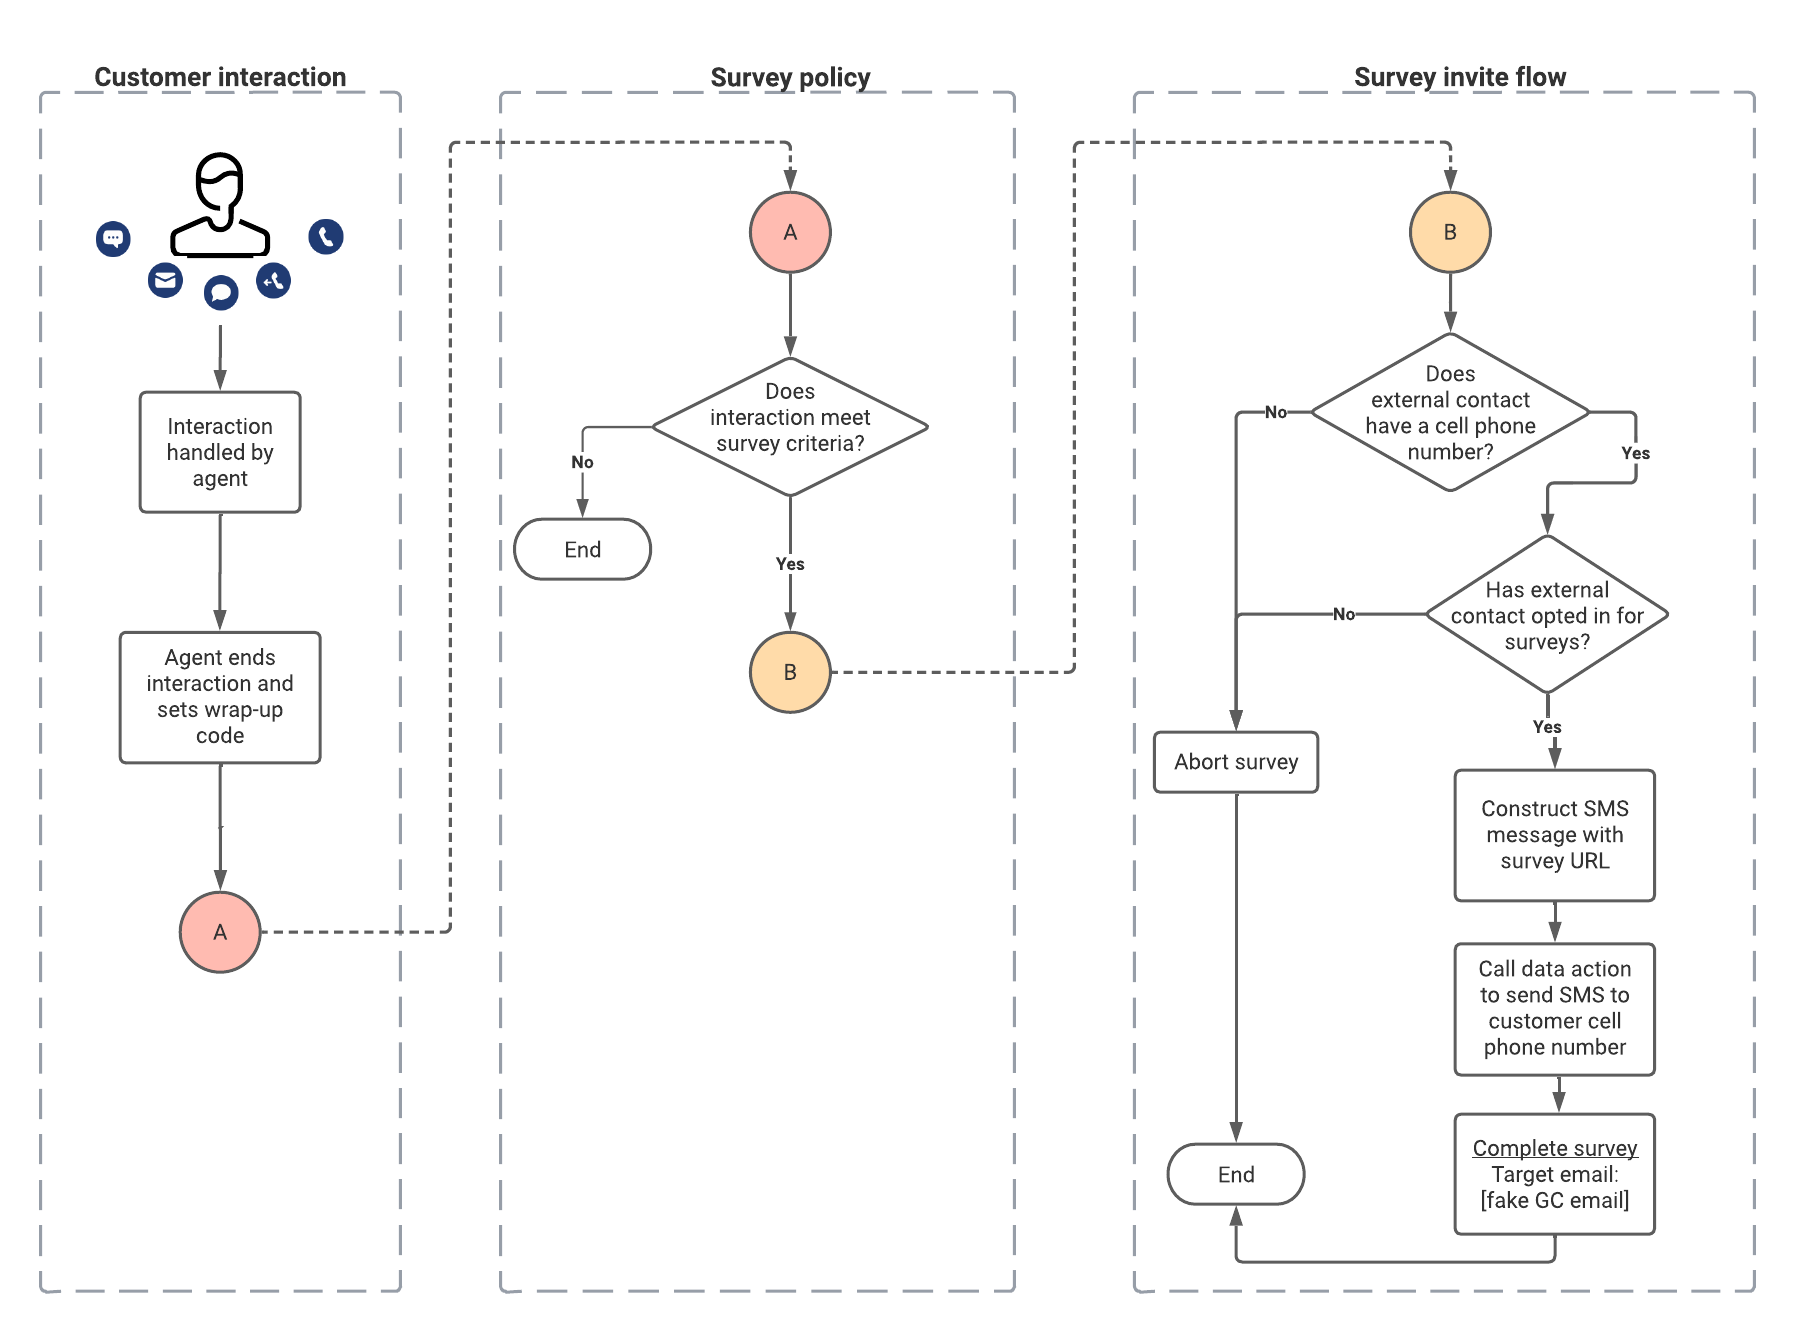 Customer interaction
Interaction
handled by
agent
Agent ends
interaction and
sets wrap-up
code
A
Survey policy
A
Does
interaction meet
survey criteria?
No
End
Yes
B
Survey invite flow
B
Does
external contact
have a cell phone
number?
No
Yes
Has external
contact opted in for
surveys?
No
Yes
Abort survey
Construct SMS
message with
survey URL
Call data action
to send SMS to
customer cell
phone number
Complete survey
Target email:
[fake GC email]
End